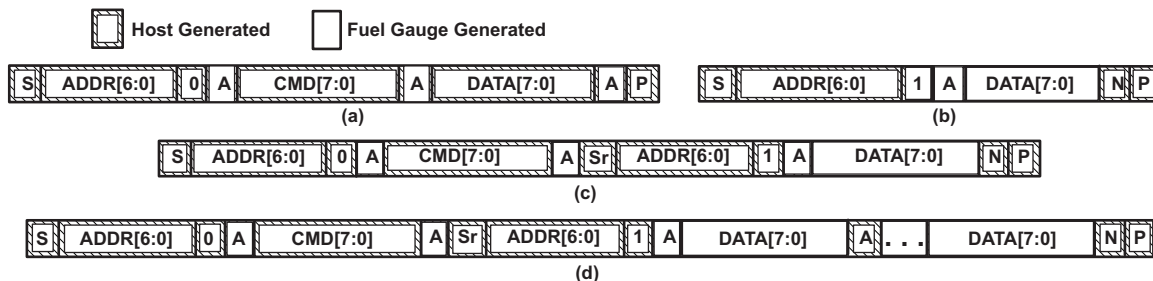 Host Generated Fuel Gauge Generated
S ADDR[6:0] 0 A CMD[7:0] A DATA[7:0] A P S ADDR[6:0] 1 A DATA[7:0] N P
(a) (b)
S ADDR[6:0] 0 A CMD[7:0] A Sr ADDR[6:0] 1 A DATA[7:0] N P
(c)
S ADDR[6:0] 0 A CMD[7:0] A Sr ADDR[6:0] 1 A DATA[7:0] A . . . DATA[7:0] N P
(d)